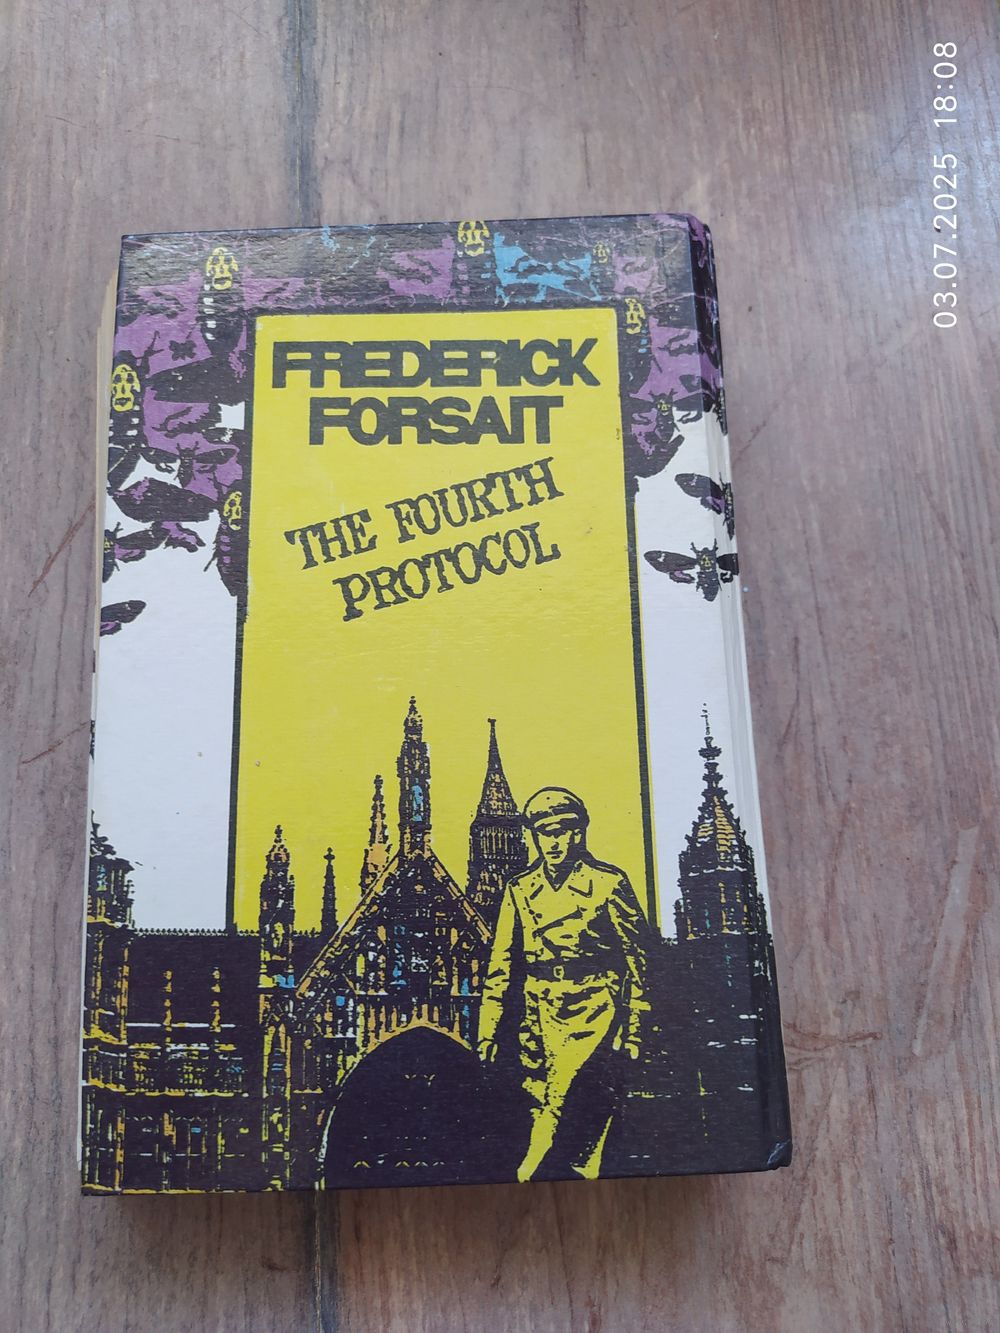 03.07.2025 18:08
FREDERICK
FORSAIT
THE FOURTH
PROTOCOL